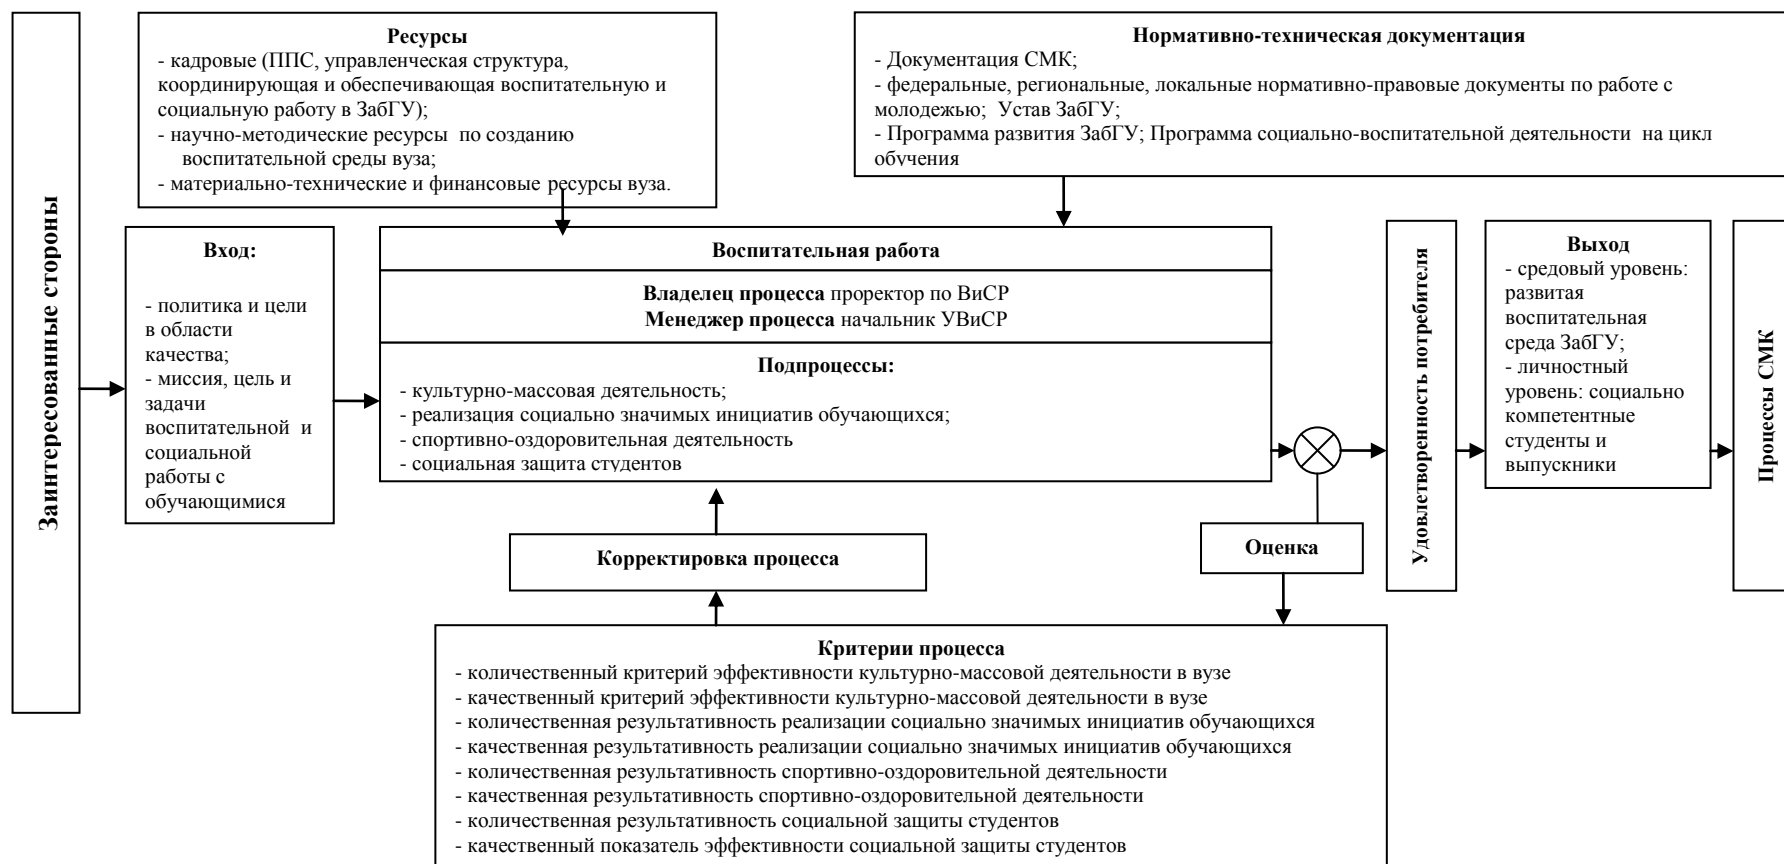 Заинтересованные стороны
Ресурсы
- кадровые (ППС, управленческая структура,
координирующая и обеспечивающая воспитательную и
социальную работу в ЗабГУ);
- научно-методические ресурсы по созданию
воспитательной среды вуза;
- материально-технические и финансовые ресурсы вуза.
Нормативно-техническая документация
- Документация СМК;
- федеральные, региональные, локальные нормативно-правовые документы по работе с
молодежью; Устав ЗабГУ;
- Программа развития ЗабГУ; Программа социально-воспитательной деятельности на цикл
обучения
Вход:
- политика и цели
в области
качества;
- миссия, цель и
задачи
воспитательной и
социальной
работы с
обучающимися
Воспитательная работа
Владелец процесса проректор по ВиСР
Менеджер процесса начальник УВиСР
Подпроцессы:
- культурно-массовая деятельность;
- реализация социально значимых инициатив обучающихся;
- спортивно-оздоровительная деятельность
- социальная защита студентов
Удовлетворенность потребителя
Выход
- средовый уровень:
развитая
воспитательная
среда ЗабГУ;
- личностный
уровень: социально
компетентные
студенты и
выпускники
Процессы СМК
Корректировка процесса
Оценка
Критерии процесса
- количественный критерий эффективности культурно-массовой деятельности в вузе
- качественный критерий эффективности культурно-массовой деятельности в вузе
- количественная результативность реализации социально значимых инициатив обучающихся
- качественная результативность реализации социально значимых инициатив обучающихся
- количественная результативность спортивно-оздоровительной деятельности
- качественная результативность спортивно-оздоровительной деятельности
- количественная результативность социальной защиты студентов
- качественный показатель эффективности социальной защиты студентов